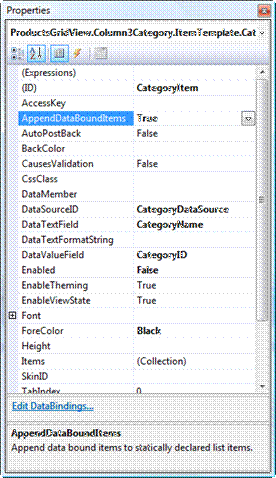 Properties
ProductsGridView.Column3Category.ItemTemplate.Cat
(Expressions)
(ID) CategoryItem
AccessKey
AppendDataBoundItems True
AutoPostBack False
BackColor
CausesValidation False
CssClass
DataMember
DataSourceID CategoryDataSource
DataTextField CategoryName
DataTextFormatString
DataValueField CategoryID
Enabled False
EnableTheming True
EnableViewState True
Font
ForeColor Black
Height
Items (Collection)
SkinID
TabIndex 0
Edit DataBindings...
AppendDataBoundItems
Append data bound items to statically declared list items.